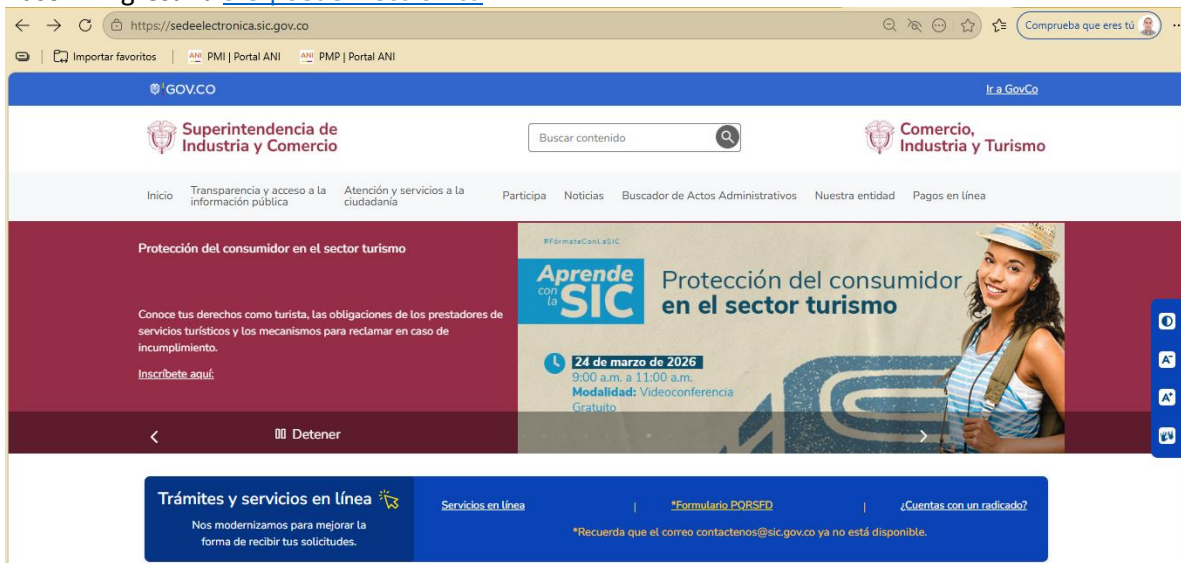 https://sedeelectronica.sic.gov.co
Comprueba que eres tú
Importar favoritos
ANI PMI | Portal ANI
ANI PMP | Portal ANI
GOV.CO
Ir a GovCo
Superintendencia de
Industria y Comercio
Buscar contenido
Comercio,
Industria y Turismo
Inicio
Transparencia y acceso a la
información pública
Atención y servicios a la
ciudadanía
Participa
Noticias
Buscador de Actos Administrativos
Nuestra entidad
Pagos en línea
Protección del consumidor en el sector turismo
Conoce tus derechos como turista, las obligaciones de los prestadores de
servicios turísticos y los mecanismos para reclamar en caso de
incumplimiento.
Inscríbete aquí:
#FórmateConLaSIC
Aprende
con la SIC
Protección del consumidor
en el sector turismo
24 de marzo de 2026
9:00 a.m. a 11:00 a.m.
Modalidad: Videoconferencia
Gratuito
Detener
A-
A+
Trámites y servicios en línea
Nos modernizamos para mejorar la
forma de recibir tus solicitudes.
Servicios en línea
|
*Formulario PQRSFD
|
¿Cuentas con un radicado?
*Recuerda que el correo contactenos@sic.gov.co ya no está disponible.